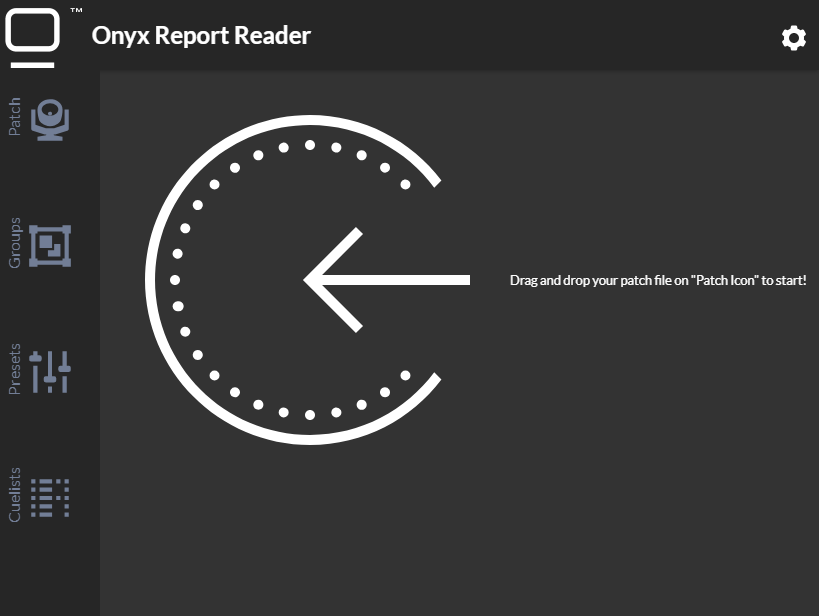 ™
Onyx Report Reader
Patch
Groups
Drag and drop your patch file on "Patch Icon" to start!
Presets
Cuelists